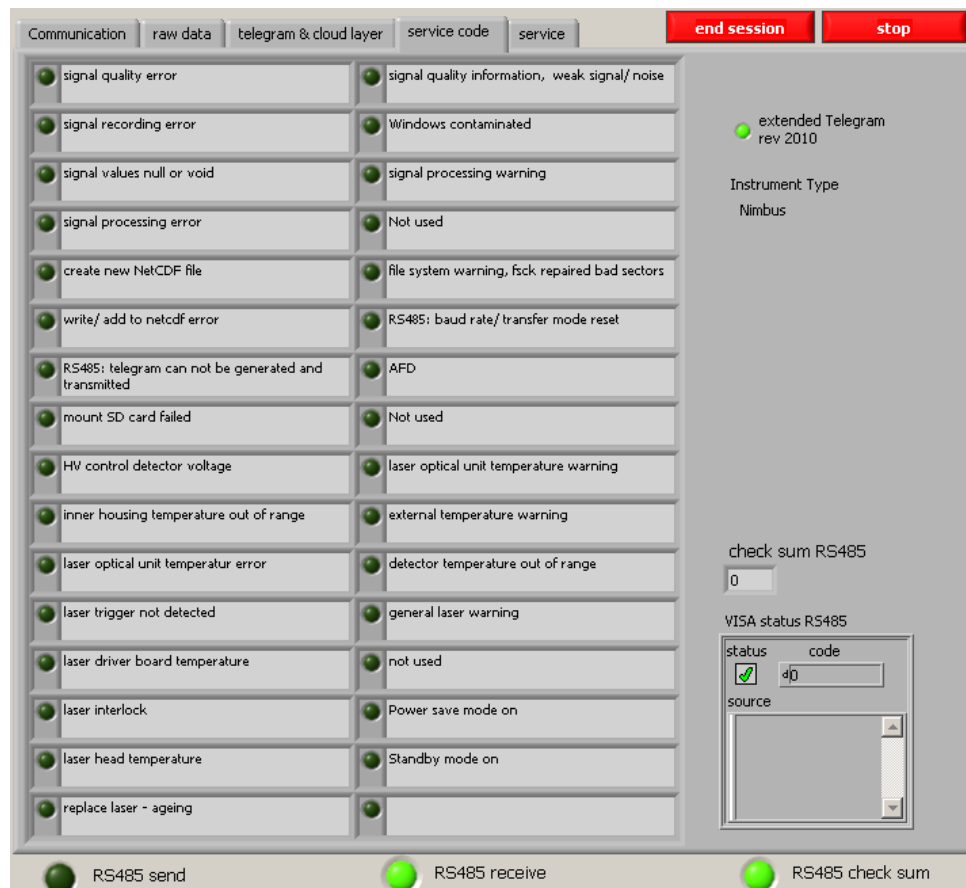 Communication
raw data
telegram & cloud layer
service code
service
end session
stop
signal quality error
signal quality information, weak signal/ noise
signal recording error
Windows contaminated
signal values null or void
signal processing warning
signal processing error
Not used
create new NetCDF file
file system warning, fsck repaired bad sectors
write/ add to netcdf error
RS485: baud rate/ transfer mode reset
RS485: telegram can not be generated and
transmitted
AFD
mount SD card failed
Not used
HV control detector voltage
laser optical unit temperature warning
inner housing temperature out of range
external temperature warning
laser optical unit temperatur error
detector temperature out of range
laser trigger not detected
general laser warning
laser driver board temperature
not used
laser interlock
Power save mode on
laser head temperature
Standby mode on
replace laser - ageing
extended Telegram
rev 2010
Instrument Type
Nimbus
check sum RS485
0
VISA status RS485
status
code
d0
source
RS485 send
RS485 receive
RS485 check sum